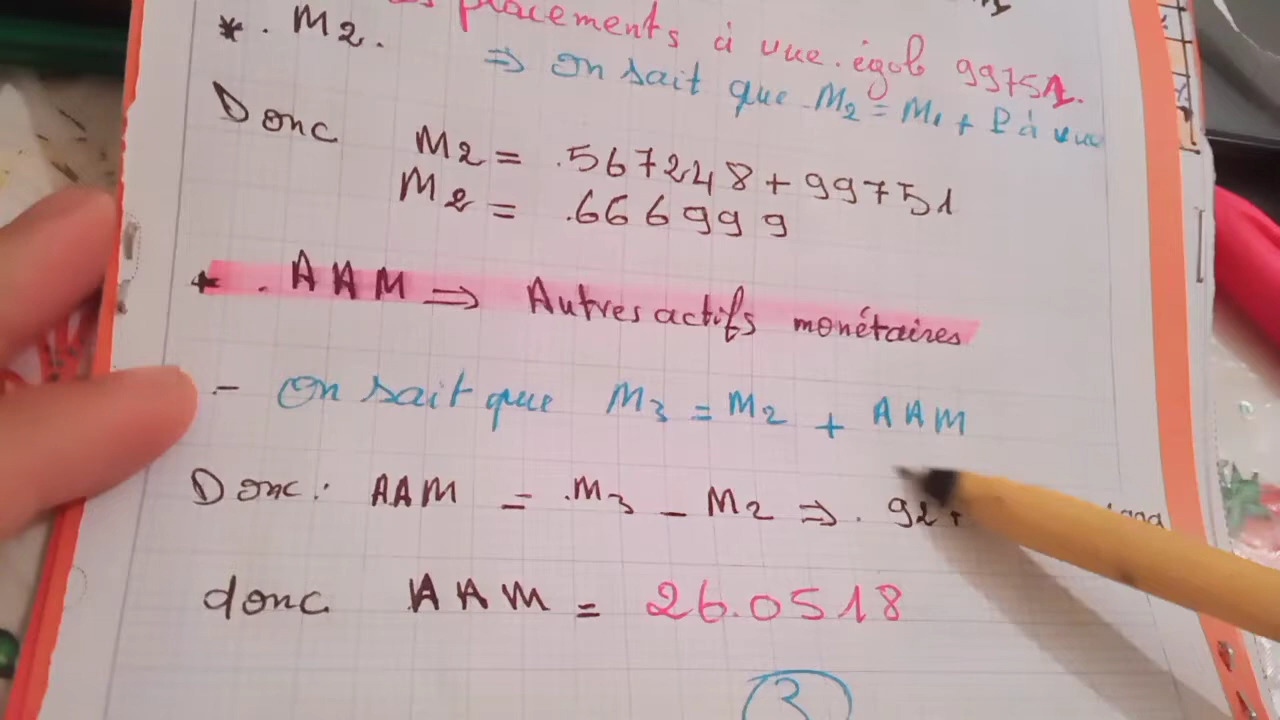 placements à vue égal 99751.
* . M2.
⇒ on sait que M2 = M1 + P à vue
Donc M2 = .567248 + 99751
M2 = .666999
* . AAM ⇒ Autres actifs monétaires
- On sait que M3 = M2 + AAM
Donc: AAM = .M3 - M2 ⇒ . 92
donc AAM = 26.0518